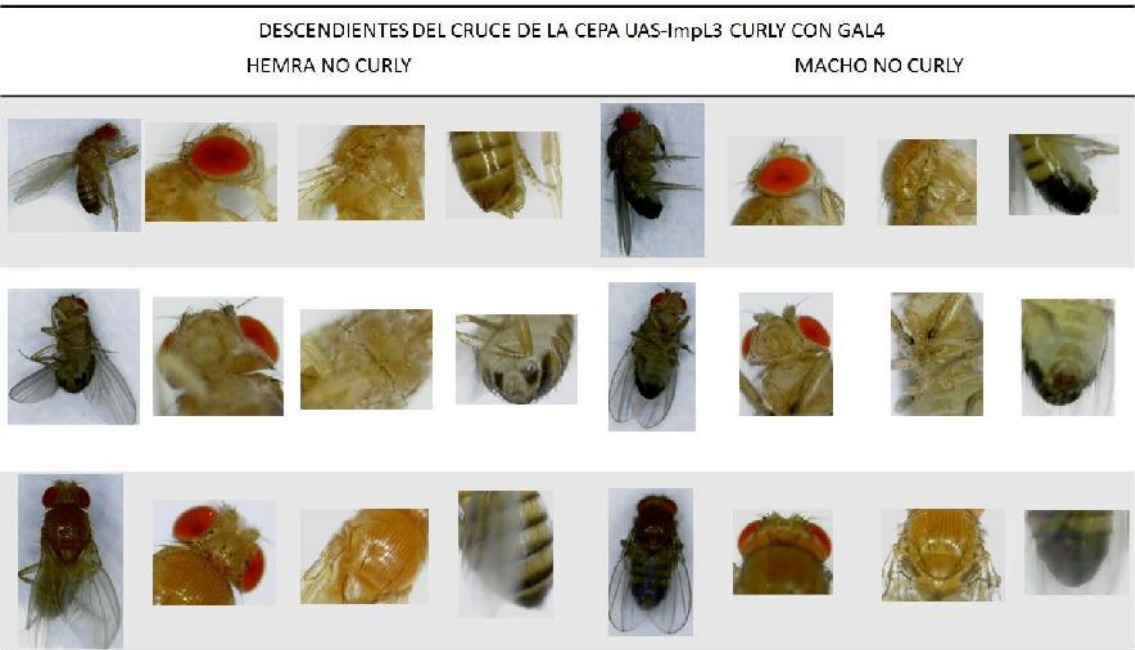 DESCENDIENTES DEL CRUCE DE LA CEPA UAS-ImpL3 CURLY CON GAL4
HEMRA NO CURLY
MACHO NO CURLY